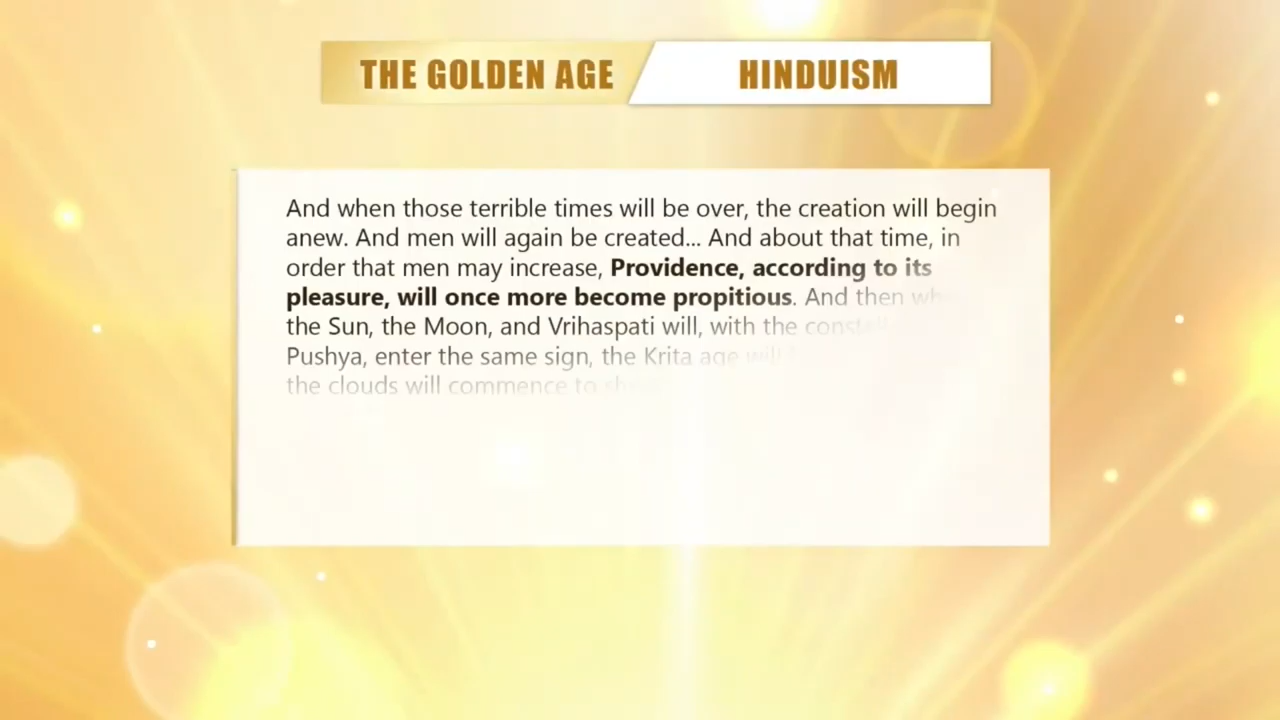 THE GOLDEN AGE HINDUISM
And when those terrible times will be over, the creation will begin
anew. And men will again be created... And about that time, in
order that men may increase, Providence, according to its
pleasure, will once more become propitious. And then
the Sun, the Moon, and Vrihaspati will, with the
Pushya, enter the same sign, the Krita age will
the clouds will commence to